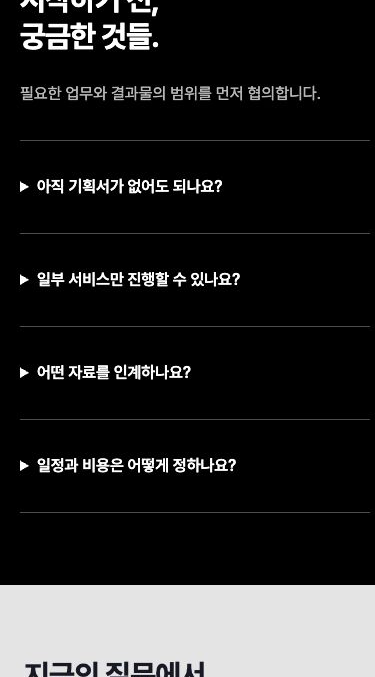 시작하기 전,
궁금한 것들.
필요한 업무와 결과물의 범위를 먼저 협의합니다.
아직 기획서가 없어도 되나요?
일부 서비스만 진행할 수 있나요?
어떤 자료를 인계하나요?
일정과 비용은 어떻게 정하나요?
지금의 질문에서